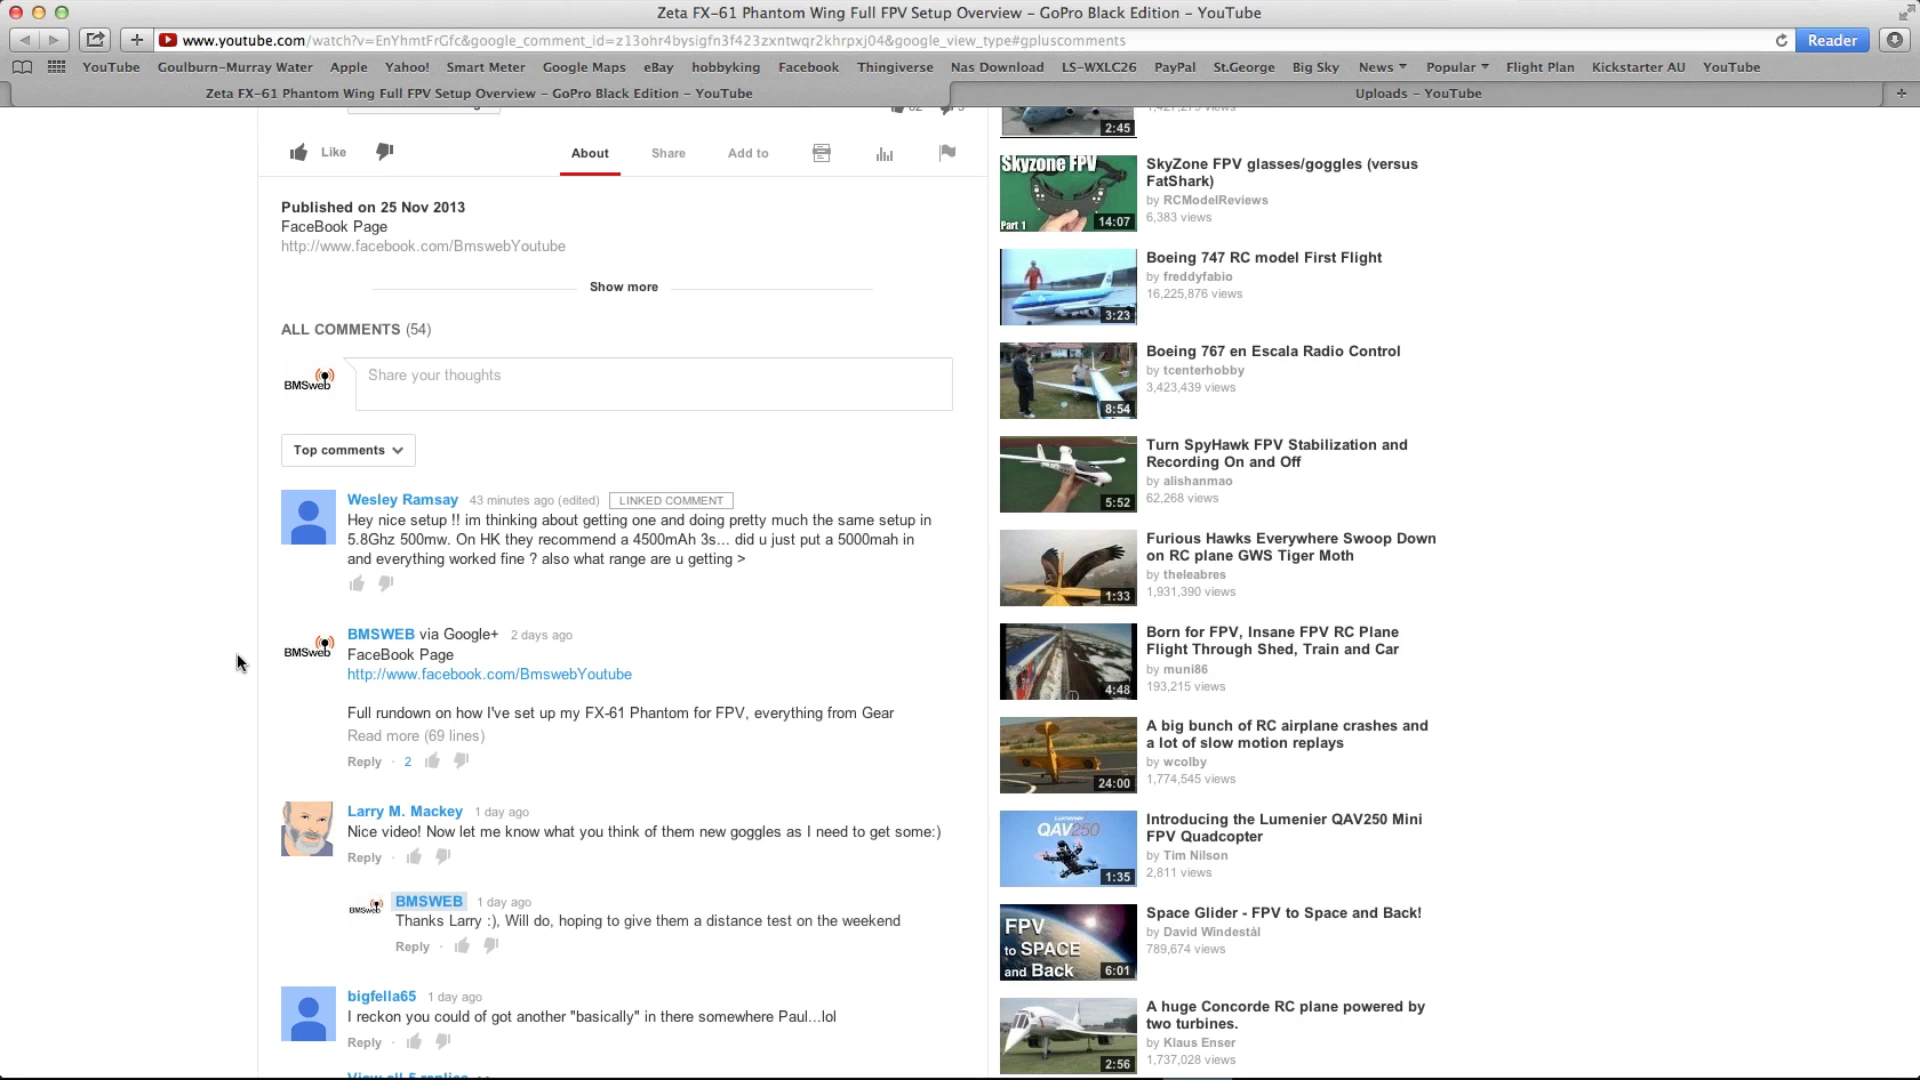 Zeta FX-61 Phantom Wing Full FPV Setup Overview – GoPro Black Edition – YouTube
www.youtube.com/watch?v=EnYhmtFrGfc&google_comment_id=z13ohr4bysigfn3f423zxntwqr2khrpxj04&google_view_type#gpluscomments
Reader
YouTube Goulburn-Murray Water Apple Yahoo! Smart Meter Google Maps eBay hobbyking Facebook Thingiverse Nas Download LS-WXLC26 PayPal St.George Big Sky News Popular Flight Plan Kickstarter AU YouTube
Zeta FX-61 Phantom Wing Full FPV Setup Overview – GoPro Black Edition – YouTube
Uploads – YouTube
Like
About Share Add to
Published on 25 Nov 2013
FaceBook Page
http://www.facebook.com/BmswebYoutube
Show more
ALL COMMENTS (54)
BMSweb
Share your thoughts
Top comments
Wesley Ramsay 43 minutes ago (edited) LINKED COMMENT
Hey nice setup !! im thinking about getting one and doing pretty much the same setup in
5.8Ghz 500mw. On HK they recommend a 4500mAh 3s... did u just put a 5000mah in
and everything worked fine ? also what range are u getting >
BMSweb
BMSWEB via Google+ 2 days ago
FaceBook Page
http://www.facebook.com/BmswebYoutube
Full rundown on how I've set up my FX-61 Phantom for FPV, everything from Gear
Read more (69 lines)
Reply · 2
Larry M. Mackey 1 day ago
Nice video! Now let me know what you think of them new goggles as I need to get some:)
Reply ·
BMSweb
BMSWEB 1 day ago
Thanks Larry :), Will do, hoping to give them a distance test on the weekend
Reply ·
bigfella65 1 day ago
I reckon you could of got another "basically" in there somewhere Paul...lol
Reply ·
View all 5 replies
2:45
Skyzone FPV
Part 1
14:07
SkyZone FPV glasses/goggles (versus
FatShark)
by RCModelReviews
6,383 views
3:23
Boeing 747 RC model First Flight
by freddyfabio
16,225,876 views
8:54
Boeing 767 en Escala Radio Control
by tcenterhobby
3,423,439 views
5:52
Turn SpyHawk FPV Stabilization and
Recording On and Off
by alishanmao
62,268 views
1:33
Furious Hawks Everywhere Swoop Down
on RC plane GWS Tiger Moth
by theleabres
1,931,390 views
4:48
Born for FPV, Insane FPV RC Plane
Flight Through Shed, Train and Car
by muni86
193,215 views
24:00
A big bunch of RC airplane crashes and
a lot of slow motion replays
by wcolby
1,774,545 views
Lumenier
QAV250
1:35
Introducing the Lumenier QAV250 Mini
FPV Quadcopter
by Tim Nilson
2,811 views
FPV
to SPACE
and Back
6:01
Space Glider - FPV to Space and Back!
by David Windestål
789,674 views
2:56
A huge Concorde RC plane powered by
two turbines.
by Klaus Enser
1,737,028 views